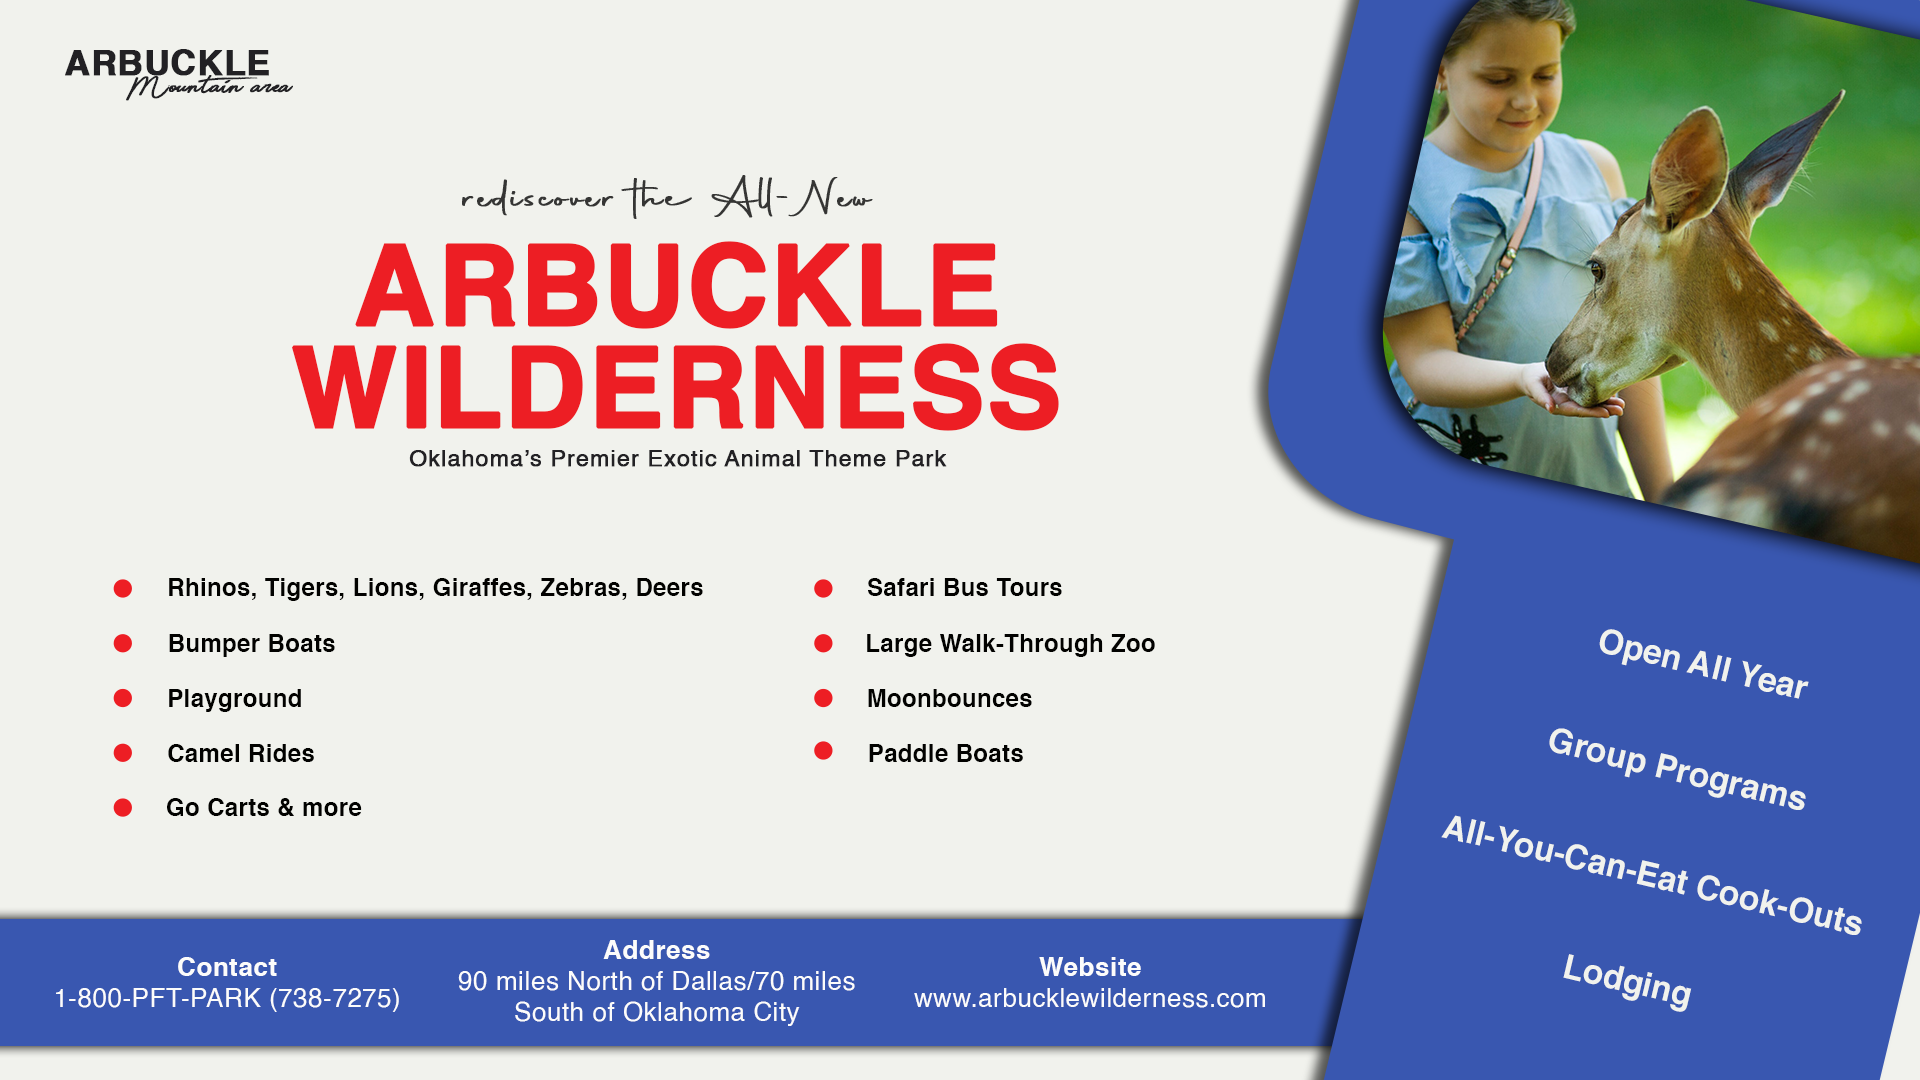 ARBUCKLE
Mountain area
rediscover the All-New
ARBUCKLE
WILDERNESS
Oklahoma’s Premier Exotic Animal Theme Park
Rhinos, Tigers, Lions, Giraffes, Zebras, Deers
Bumper Boats
Playground
Camel Rides
Go Carts & more
Safari Bus Tours
Large Walk-Through Zoo
Moonbounces
Paddle Boats
Open All Year
Group Programs
All-You-Can-Eat Cook-Outs
Lodging
Contact
1-800-PFT-PARK (738-7275)
Address
90 miles North of Dallas/70 miles
South of Oklahoma City
Website
www.arbucklewilderness.com